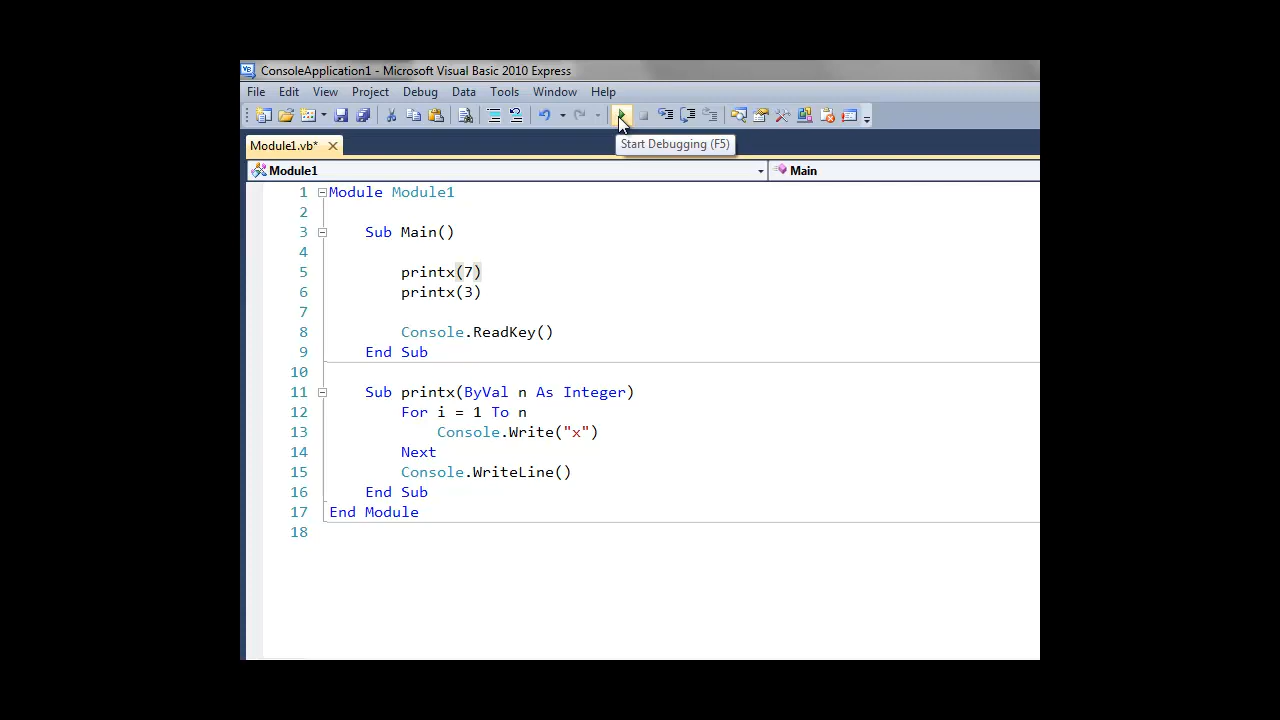 VB ConsoleApplication1 - Microsoft Visual Basic 2010 Express
File Edit View Project Debug Data Tools Window Help
Module1.vb*
Start Debugging (F5)
Module1 Main
1 Module Module1
2
3 Sub Main()
4
5 printx(7)
6 printx(3)
7
8 Console.ReadKey()
9 End Sub
10
11 Sub printx(ByVal n As Integer)
12 For i = 1 To n
13 Console.Write("x")
14 Next
15 Console.WriteLine()
16 End Sub
17 End Module
18